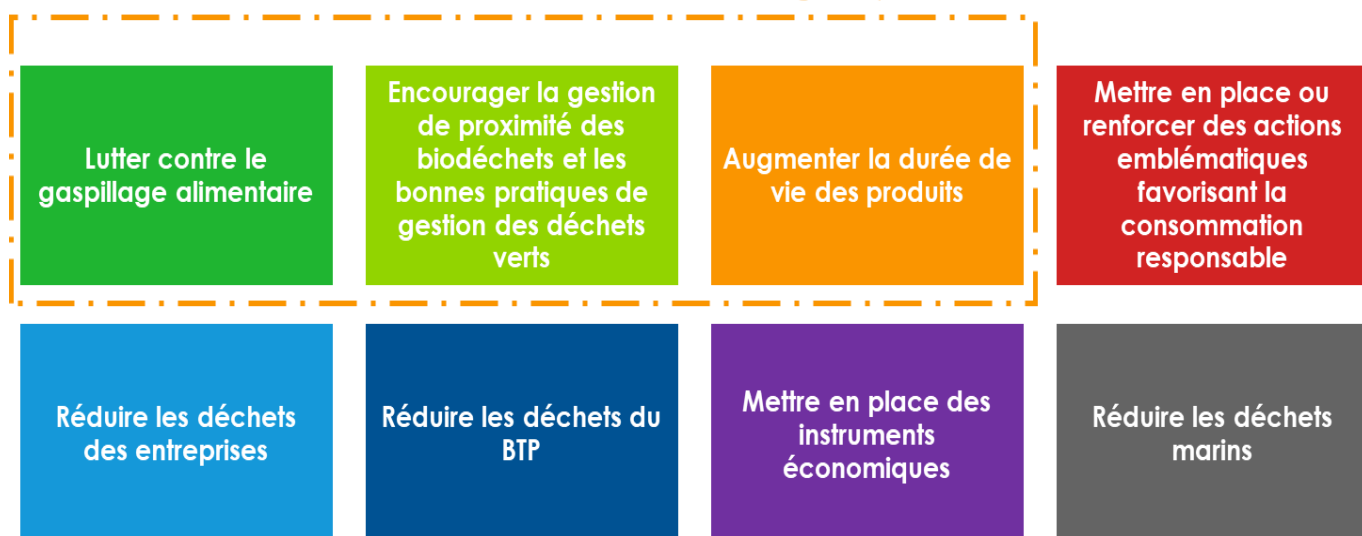 Lutter contre le
gaspillage alimentaire
Encourager la gestion
de proximité des
biodéchets et les
bonnes pratiques de
gestion des déchets
verts
Augmenter la durée de
vie des produits
Mettre en place ou
renforcer des actions
emblématiques
favorisant la
consommation
responsable
Réduire les déchets
des entreprises
Réduire les déchets du
BTP
Mettre en place des
instruments
économiques
Réduire les déchets
marins